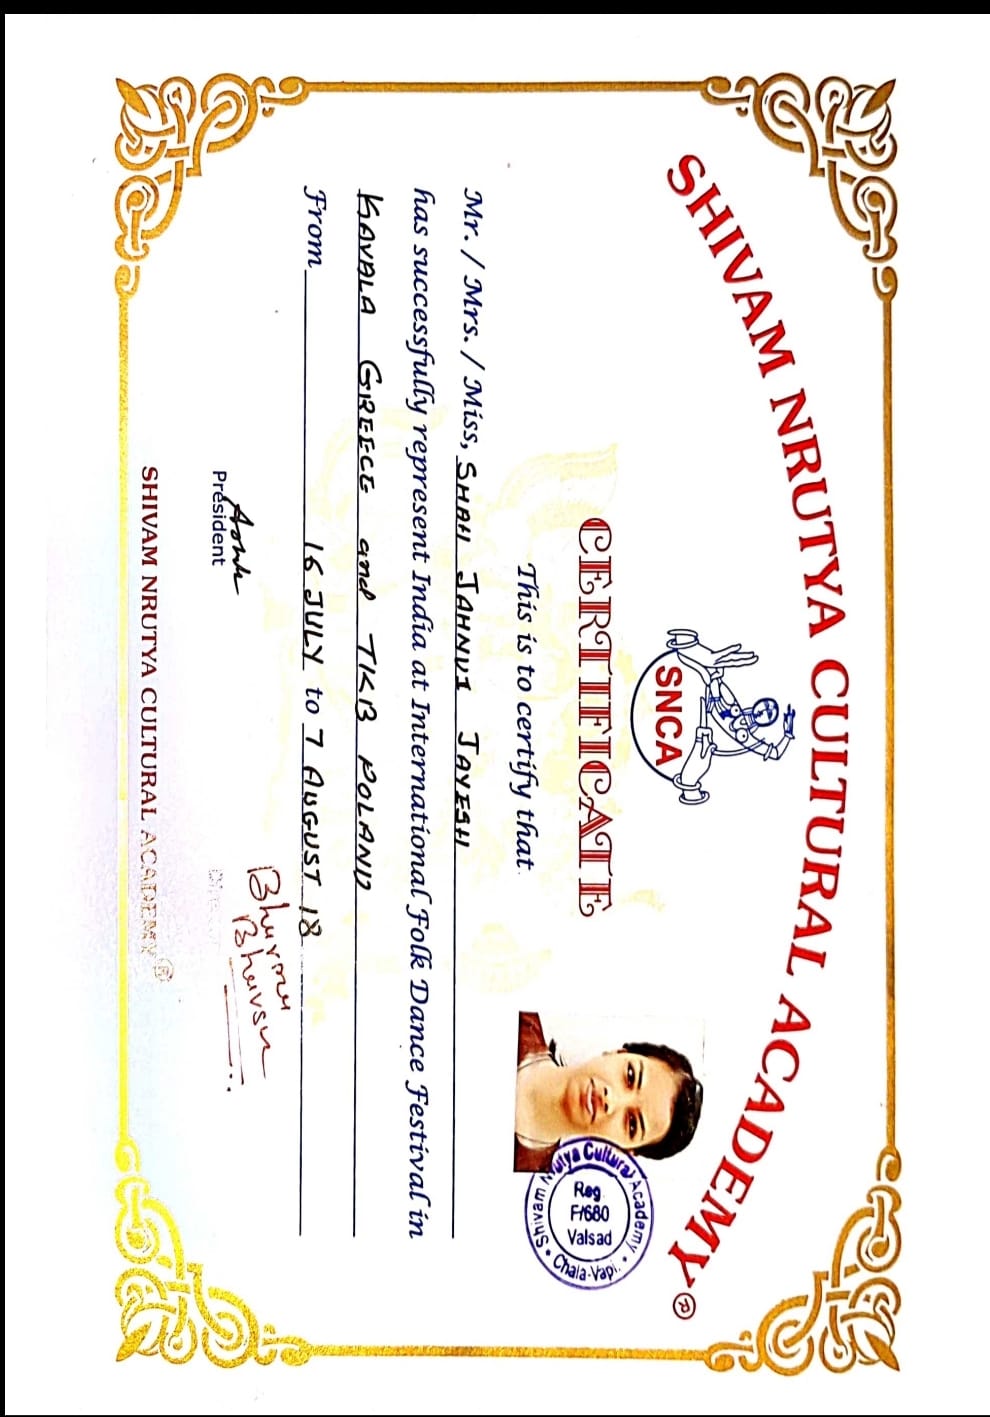 SHIVAM NRUTYA CULTURAL ACADEMY®
SNCA
CERTIFICATE
Shivam Nrutya Cultural Academy • Chala-Vapi. •
Reg.
F/680
Valsad
This is to certify that
Mr. / Mrs. / Miss, SHAH JAHNVI JAYESH
has successfully represent India at International Folk Dance Festival in
KAVALA GREECE and TKB POLAND
From 16 JULY to 7 AUGUST 18
Bhavsar
President
Director
SHIVAM NRUTYA CULTURAL ACADEMY®